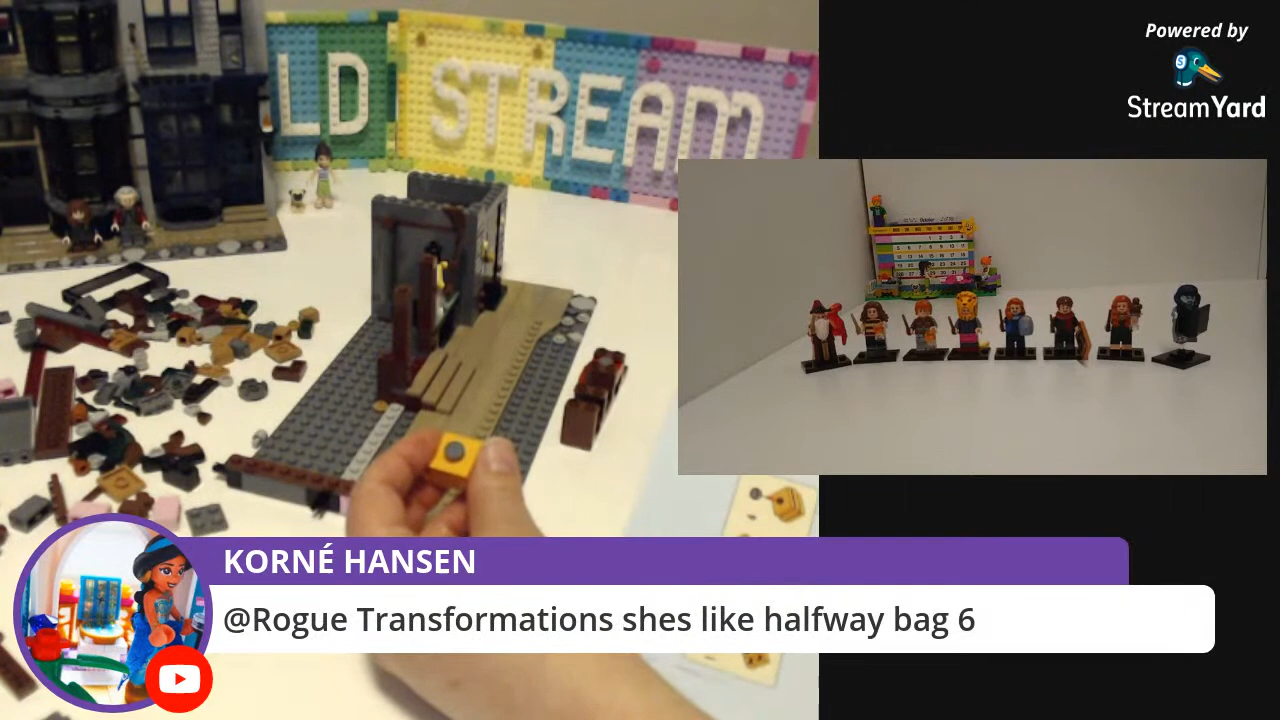 LD STREAM
Powered by
StreamYard
KORNÉ HANSEN
@Rogue Transformations shes like halfway bag 6